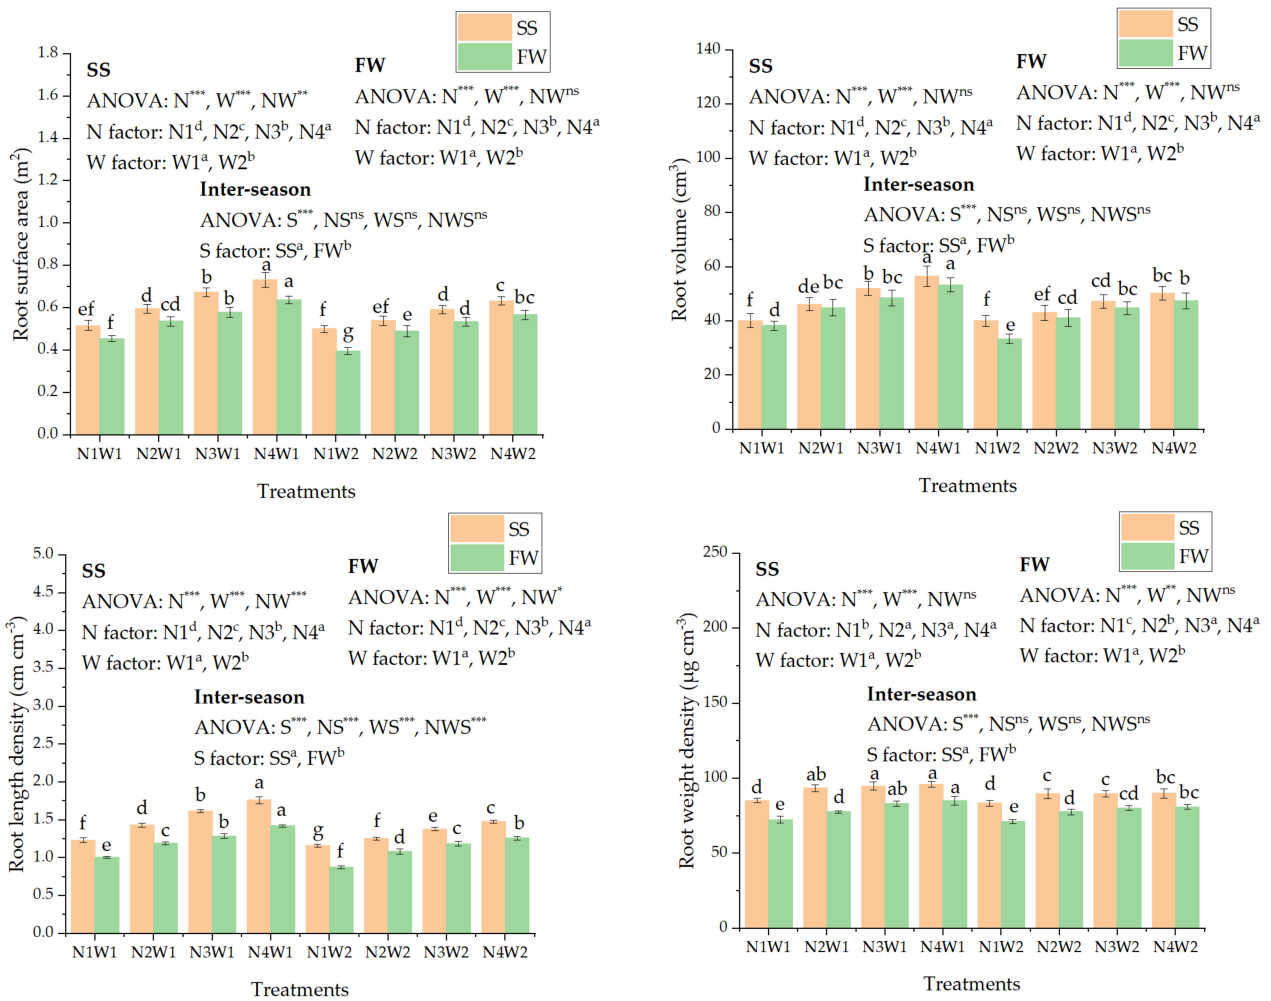 SS
FW
1.8
1.6
1.4
1.2
1.0
0.8
0.6
0.4
0.2
0.0
Root surface area (m²)
SS
ANOVA: N***, W***, NW**
N factor: N1ᵈ, N2ᶜ, N3ᵇ, N4ᵃ
W factor: W1ᵃ, W2ᵇ
FW
ANOVA: N***, W***, NWⁿˢ
N factor: N1ᵈ, N2ᶜ, N3ᵇ, N4ᵃ
W factor: W1ᵃ, W2ᵇ
Inter-season
ANOVA: S***, NSⁿˢ, WSⁿˢ, NWSⁿˢ
S factor: SSᵃ, FWᵇ
ef f d cd b b a a ef g ef e d d c bc
N1W1 N2W1 N3W1 N4W1 N1W2 N2W2 N3W2 N4W2
Treatments
SS
FW
140
120
100
80
60
40
20
0
Root volume (cm³)
SS
ANOVA: N***, W***, NWⁿˢ
N factor: N1ᵈ, N2ᶜ, N3ᵇ, N4ᵃ
W factor: W1ᵃ, W2ᵇ
FW
ANOVA: N***, W***, NWⁿˢ
N factor: N1ᵈ, N2ᶜ, N3ᵇ, N4ᵃ
W factor: W1ᵃ, W2ᵇ
Inter-season
ANOVA: S***, NSⁿˢ, WSⁿˢ, NWSⁿˢ
S factor: SSᵃ, FWᵇ
f d de bc b bc a a f e ef cd cd bc bc b
N1W1 N2W1 N3W1 N4W1 N1W2 N2W2 N3W2 N4W2
Treatments
SS
FW
5.0
4.5
4.0
3.5
3.0
2.5
2.0
1.5
1.0
0.5
0.0
Root length density (cm cm⁻³)
SS
ANOVA: N***, W***, NW***
N factor: N1ᵈ, N2ᶜ, N3ᵇ, N4ᵃ
W factor: W1ᵃ, W2ᵇ
FW
ANOVA: N***, W***, NW*
N factor: N1ᵈ, N2ᶜ, N3ᵇ, N4ᵃ
W factor: W1ᵃ, W2ᵇ
Inter-season
ANOVA: S***, NS***, WS***, NWS***
S factor: SSᵃ, FWᵇ
f e d c b b a a g f f d e c c b
N1W1 N2W1 N3W1 N4W1 N1W2 N2W2 N3W2 N4W2
Treatments
SS
FW
250
200
150
100
50
0
Root weight density (µg cm⁻³)
SS
ANOVA: N***, W***, NWⁿˢ
N factor: N1ᵇ, N2ᵃ, N3ᵃ, N4ᵃ
W factor: W1ᵃ, W2ᵇ
FW
ANOVA: N***, W**, NWⁿˢ
N factor: N1ᶜ, N2ᵇ, N3ᵃ, N4ᵃ
W factor: W1ᵃ, W2ᵇ
Inter-season
ANOVA: S***, NSⁿˢ, WSⁿˢ, NWSⁿˢ
S factor: SSᵃ, FWᵇ
d e ab cd a ab a a d e c d c cd bc bc
N1W1 N2W1 N3W1 N4W1 N1W2 N2W2 N3W2 N4W2
Treatments